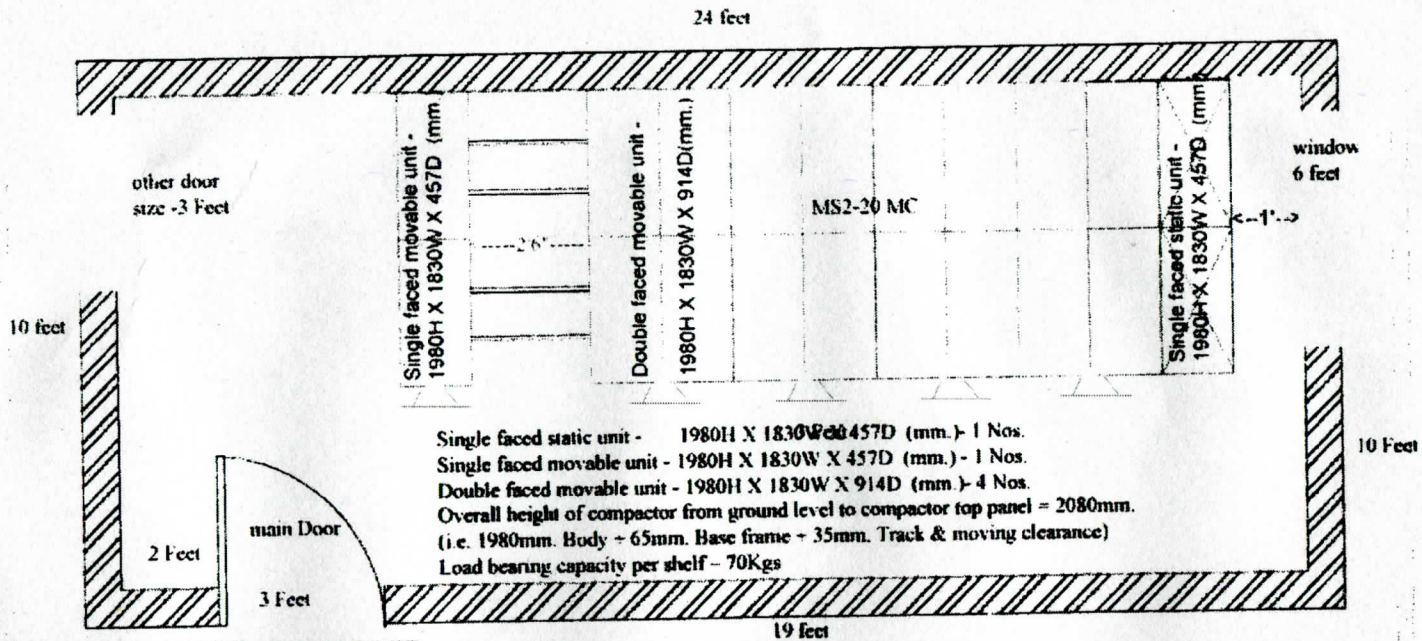 24 feet
other door
size -3 Feet
Single faced movable unit -
1980H X 1830W X 457D (mm.
--2'6"----
Double faced movable unit -
1980H X 1830W X 914D(mm.)
MS2-20 MC
Single faced static unit -
1980H X 1830W X 457D (mm.)
<--1'-->
window
6 feet
10 feet
10 Feet
Single faced static unit - 1980H X 1830W 457D (mm.)- 1 Nos.
Single faced movable unit - 1980H X 1830W X 457D (mm.) - 1 Nos.
Double faced movable unit - 1980H X 1830W X 914D (mm.)- 4 Nos.
Overall height of compactor from ground level to compactor top panel = 2080mm.
(i.e. 1980mm. Body + 65mm. Base frame + 35mm. Track & moving clearance)
Load bearing capacity per shelf - 70Kgs
main Door
2 Feet
3 Feet
19 feet